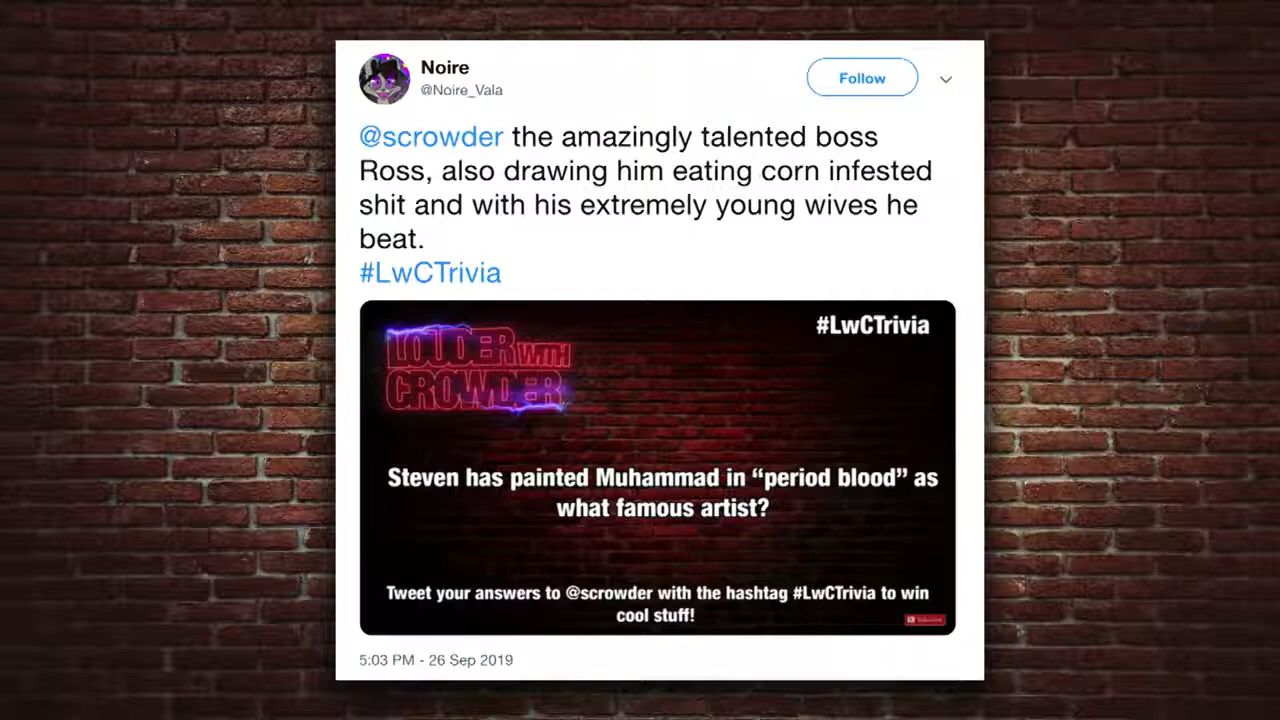 Noire
@Noire_Vala
Follow
@scrowder the amazingly talented boss
Ross, also drawing him eating corn infested
shit and with his extremely young wives he
beat.
#LwCTrivia
#LwCTrivia
LOUDER WITH
CROWDER
Steven has painted Muhammad in “period blood” as
what famous artist?
Tweet your answers to @scrowder with the hashtag #LwCTrivia to win
cool stuff!
5:03 PM - 26 Sep 2019